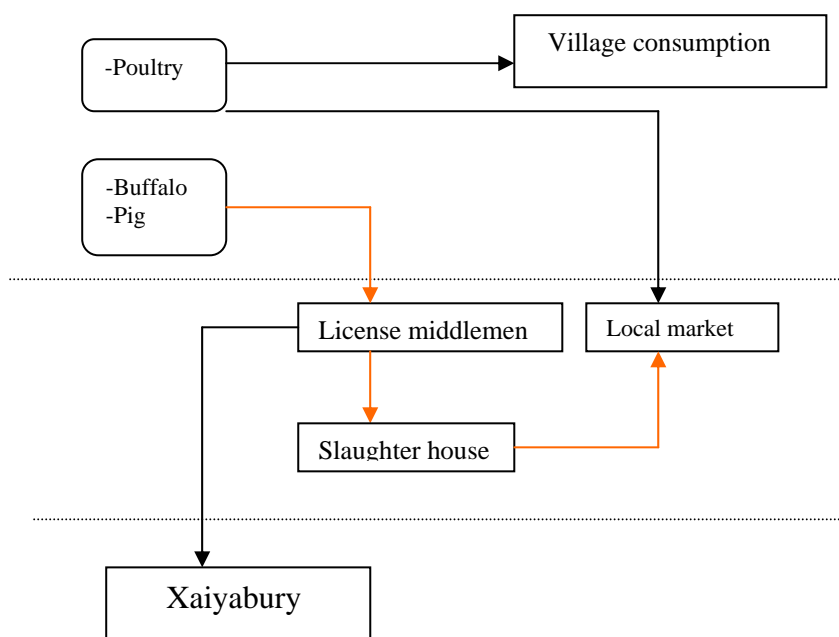 Village consumption
-Poultry
-Buffalo
-Pig
License middlemen
Local market
Slaughter house
Xaiyabury